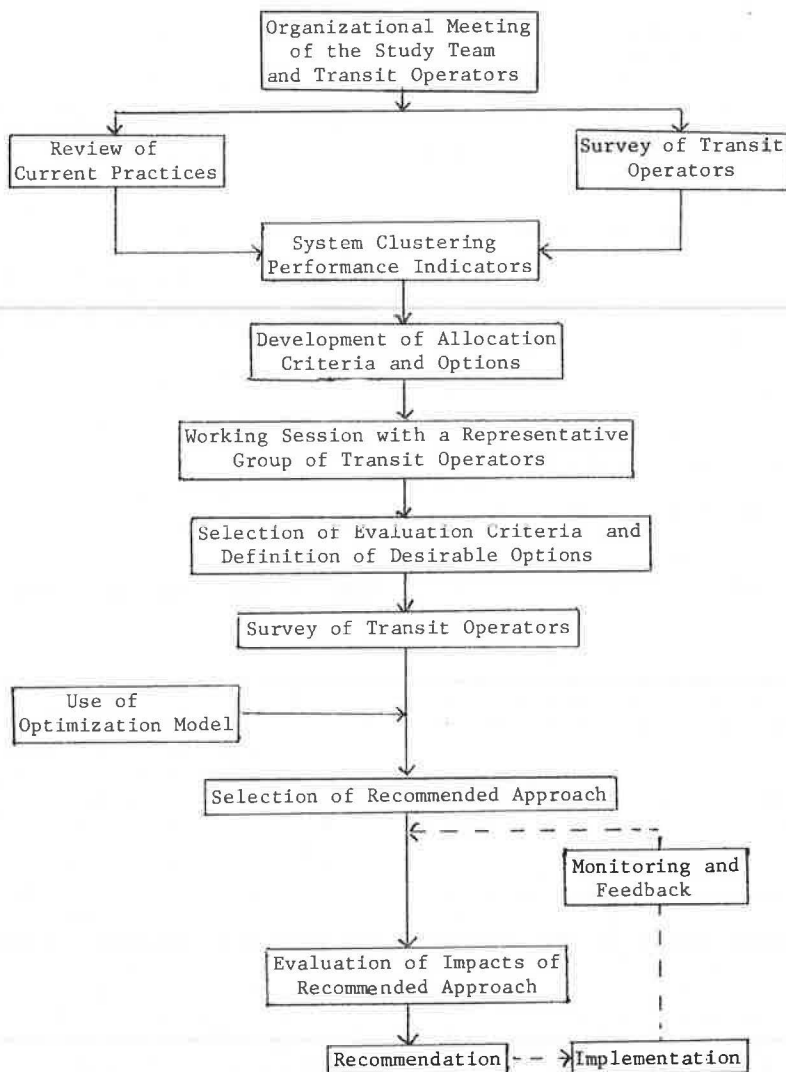 Organizational Meeting
of the Study Team
and Transit Operators
Review of
Current Practices
Survey of Transit
Operators
System Clustering
Performance Indicators
Development of Allocation
Criteria and Options
Working Session with a Representative
Group of Transit Operators
Selection of Evaluation Criteria and
Definition of Desirable Options
Survey of Transit Operators
Use of
Optimization Model
Selection of Recommended Approach
Monitoring and
Feedback
Evaluation of Impacts of
Recommended Approach
Recommendation
Implementation